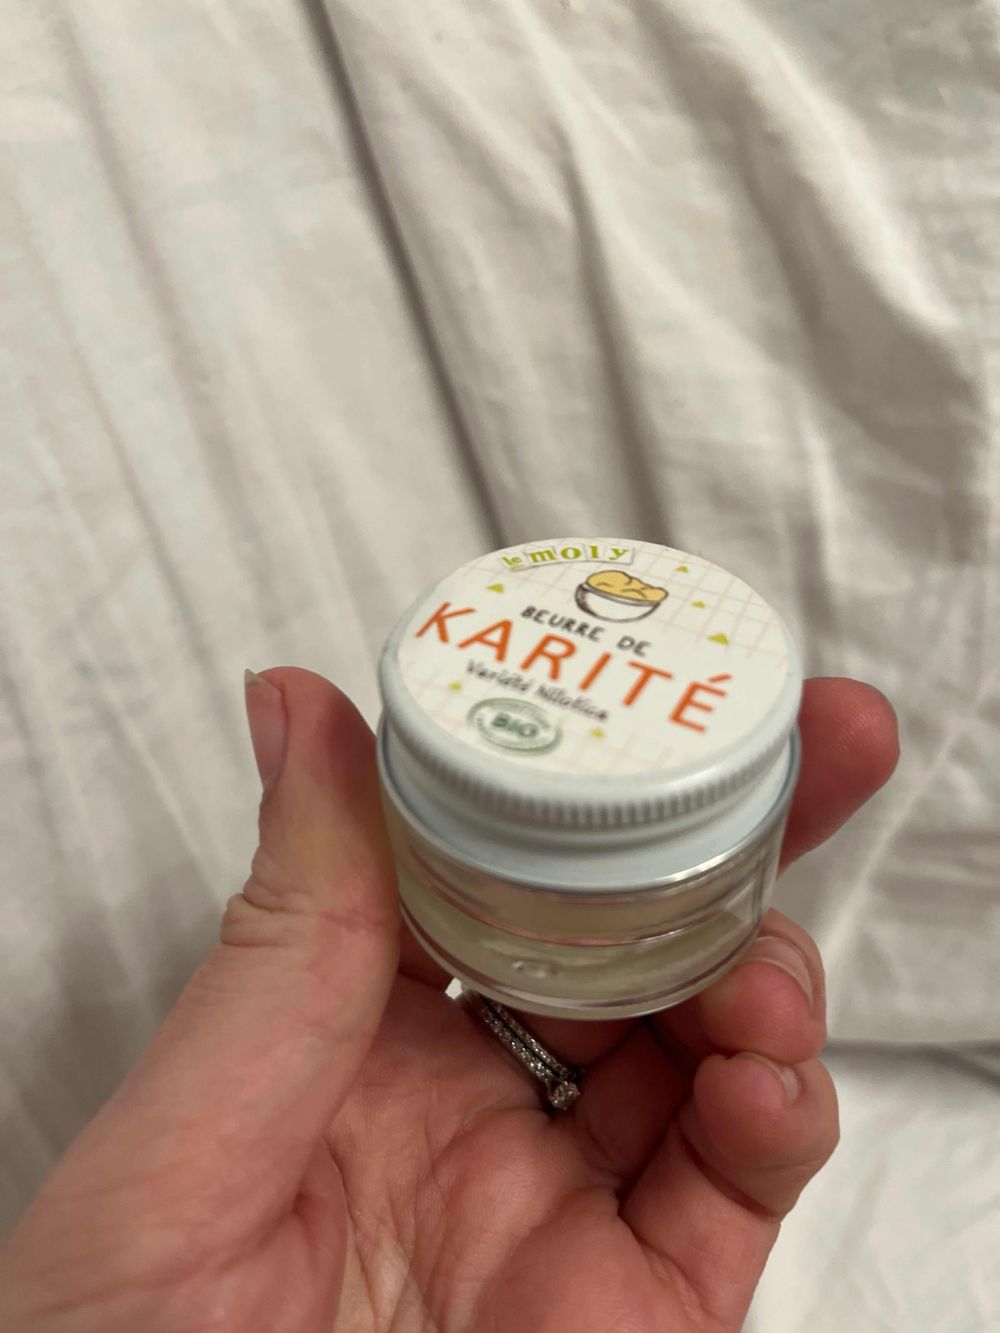 le moly
BEURRE DE
KARITÉ
Variété Nilotica
BIO